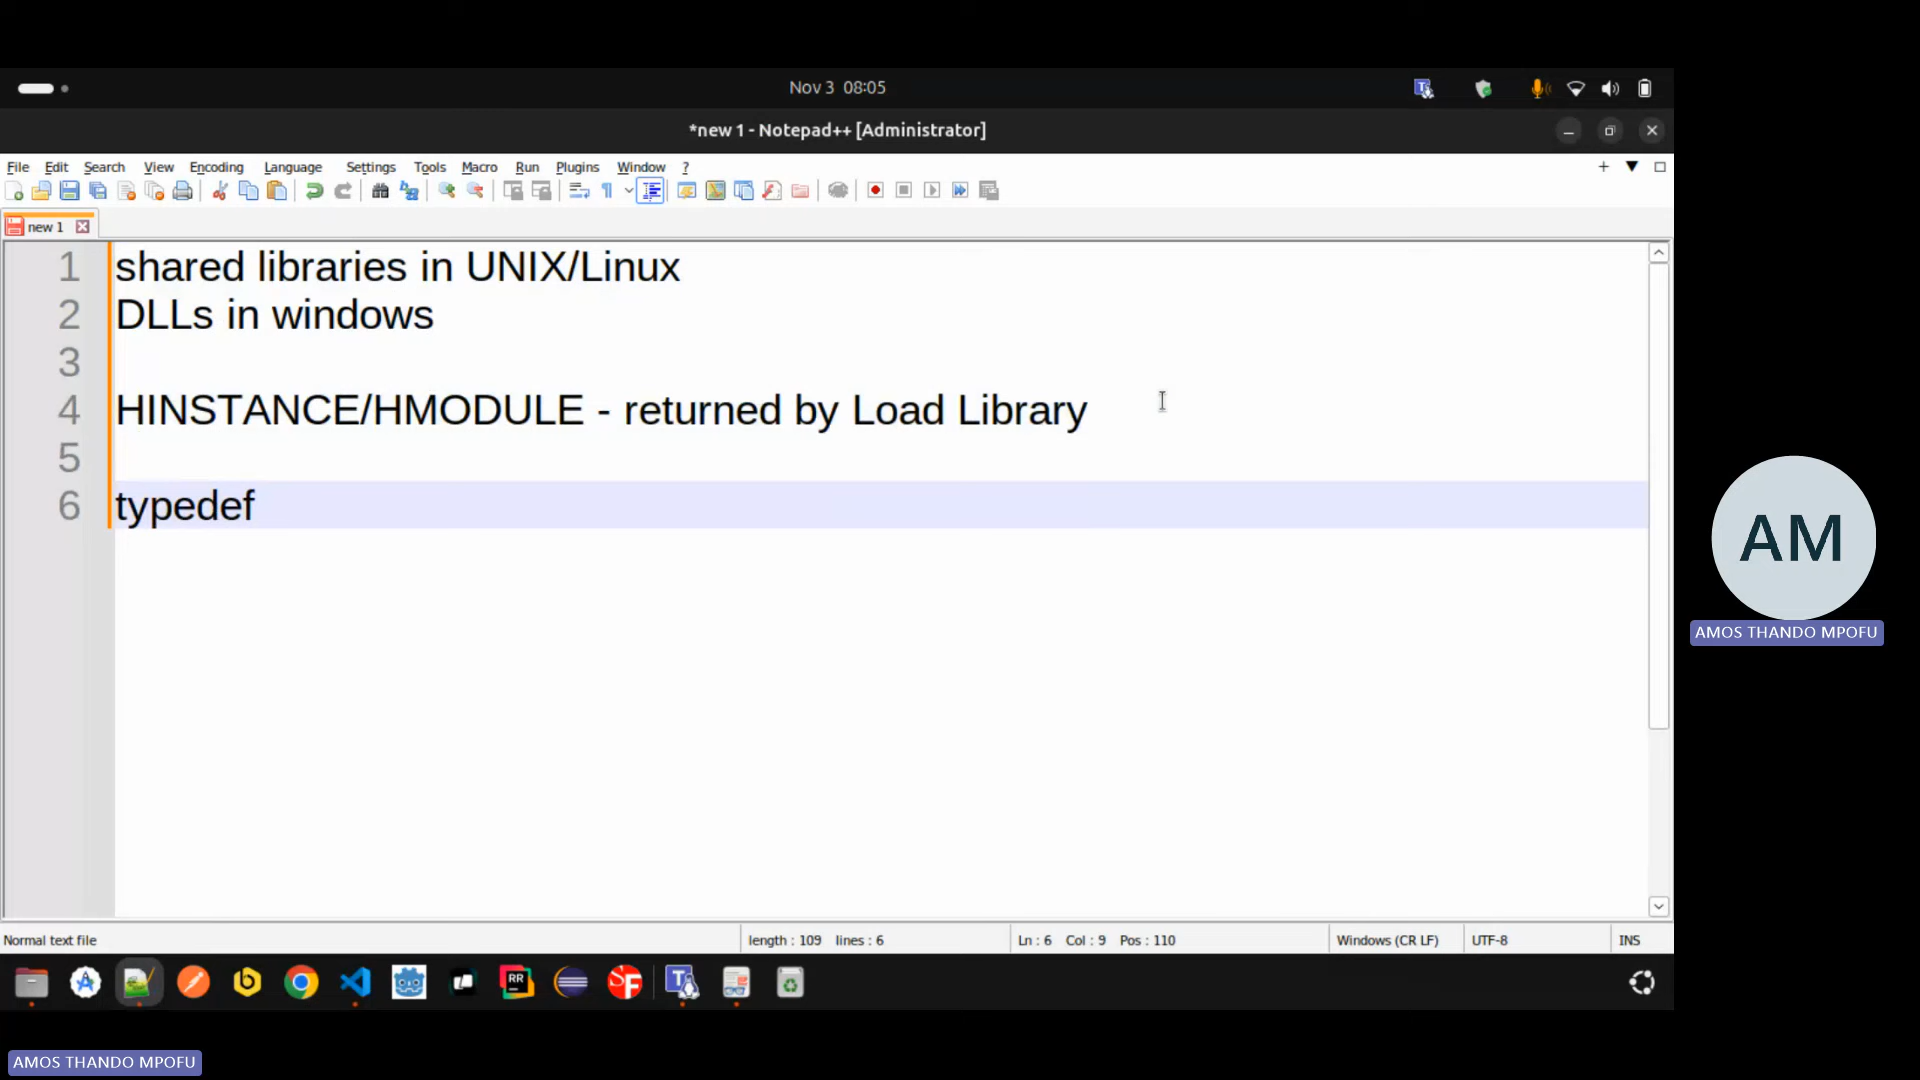 Nov 3 08:05
*new 1 - Notepad++ [Administrator]
File Edit Search View Encoding Language Settings Tools Macro Run Plugins Window ?
new 1
1 shared libraries in UNIX/Linux
2 DLLs in windows
3
4 HINSTANCE/HMODULE - returned by Load Library
5
6 typedef
AM
AMOS THANDO MPOFU
Normal text file length : 109 lines : 6 Ln : 6 Col : 9 Pos : 110 Windows (CR LF) UTF-8 INS
RR SF T
AMOS THANDO MPOFU